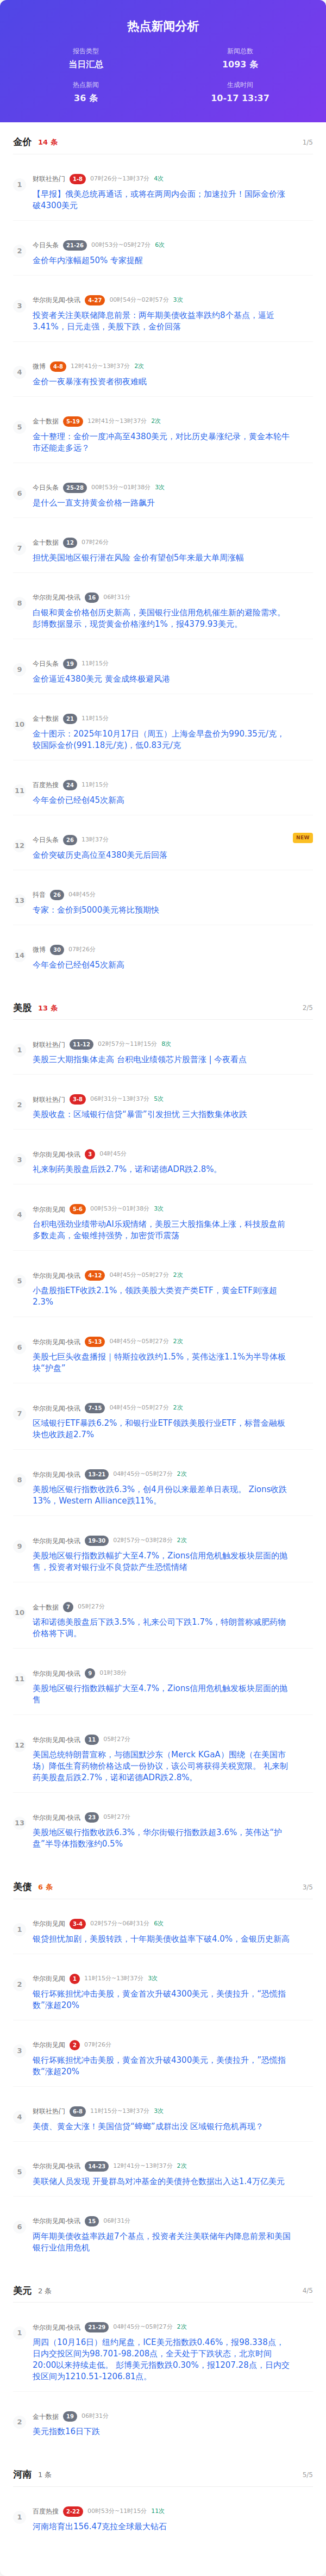 热点新闻分析
报告类型
当日汇总
新闻总数
1093 条
热点新闻
36 条
生成时间
10-17 13:37
金价 14 条 1/5
1 财联社热门 1-8 07时26分~13时37分 4次
【早报】俄美总统再通话，或将在两周内会面；加速拉升！国际金价涨
破4300美元
2 今日头条 21-26 00时53分~05时27分 6次
金价年内涨幅超50% 专家提醒
3 华尔街见闻-快讯 4-27 00时54分~02时57分 3次
投资者关注美联储降息前景：两年期美债收益率跌约8个基点，逼近
3.41%，日元走强，美股下跌，金价回落
4 微博 4-8 12时41分~13时37分 2次
金价一夜暴涨有投资者彻夜难眠
5 金十数据 5-19 12时41分~13时37分 2次
金十整理：金价一度冲高至4380美元，对比历史暴涨纪录，黄金本轮牛
市还能走多远？
6 今日头条 25-28 00时53分~01时38分 3次
是什么一直支持黄金价格一路飙升
7 金十数据 12 07时26分
担忧美国地区银行潜在风险 金价有望创5年来最大单周涨幅
8 华尔街见闻-快讯 16 06时31分
白银和黄金价格创历史新高，美国银行业信用危机催生新的避险需求。
彭博数据显示，现货黄金价格涨约1%，报4379.93美元。
9 今日头条 19 11时15分
金价逼近4380美元 黄金成终极避风港
10 金十数据 21 11时15分
金十图示：2025年10月17日（周五）上海金早盘价为990.35元/克，
较国际金价(991.18元/克)，低0.83元/克
11 百度热搜 24 11时15分
今年金价已经创45次新高
12 今日头条 26 13时37分 NEW
金价突破历史高位至4380美元后回落
13 抖音 26 04时45分
专家：金价到5000美元将比预期快
14 微博 30 07时26分
今年金价已经创45次新高
美股 13 条 2/5
1 财联社热门 11-12 02时57分~11时15分 8次
美股三大期指集体走高 台积电业绩领芯片股普涨 | 今夜看点
2 财联社热门 3-8 06时31分~13时37分 5次
美股收盘：区域银行信贷“暴雷”引发担忧 三大指数集体收跌
3 华尔街见闻-快讯 3 04时45分
礼来制药美股盘后跌2.7%，诺和诺德ADR跌2.8%。
4 华尔街见闻 5-6 00时53分~01时38分 3次
台积电强劲业绩带动AI乐观情绪，美股三大股指集体上涨，科技股盘前
多数走高，金银维持强势，加密货币震荡
5 华尔街见闻-快讯 4-12 04时45分~05时27分 2次
小盘股指ETF收跌2.1%，领跌美股大类资产类ETF，黄金ETF则涨超
2.3%
6 华尔街见闻-快讯 5-13 04时45分~05时27分 2次
美股七巨头收盘播报｜特斯拉收跌约1.5%，英伟达涨1.1%为半导体板
块“护盘”
7 华尔街见闻-快讯 7-15 04时45分~05时27分 2次
区域银行ETF暴跌6.2%，和银行业ETF领跌美股行业ETF，标普金融板
块也收跌超2.7%
8 华尔街见闻-快讯 13-21 04时45分~05时27分 2次
美股地区银行指数收跌6.3%，创4月份以来最差单日表现。 Zions收跌
13%，Western Alliance跌11%。
9 华尔街见闻-快讯 19-30 02时57分~03时28分 2次
美股地区银行指数跌幅扩大至4.7%，Zions信用危机触发板块层面的抛
售，投资者对银行业不良贷款产生恐慌情绪
10 金十数据 7 05时27分
诺和诺德美股盘后下跌3.5%，礼来公司下跌1.7%，特朗普称减肥药物
价格将下调。
11 华尔街见闻-快讯 9 01时38分
美股地区银行指数跌幅扩大至4.7%，Zions信用危机触发板块层面的抛
售
12 华尔街见闻-快讯 11 05时27分
美国总统特朗普宣称，与德国默沙东（Merck KGaA）围绕（在美国市
场）降低生育药物价格达成一份协议，该公司将获得关税宽限。 礼来制
药美股盘后跌2.7%，诺和诺德ADR跌2.8%。
13 华尔街见闻-快讯 23 05时27分
美股地区银行指数收跌6.3%，华尔街银行指数跌超3.6%，英伟达“护
盘”半导体指数涨约0.5%
美债 6 条 3/5
1 华尔街见闻 3-4 02时57分~06时31分 6次
银贷担忧加剧，美股转跌，十年期美债收益率下破4.0%，金银历史新高
2 华尔街见闻 1 11时15分~13时37分 3次
银行坏账担忧冲击美股，黄金首次升破4300美元，美债拉升，“恐慌指
数”涨超20%
3 华尔街见闻 2 07时26分
银行坏账担忧冲击美股，黄金首次升破4300美元，美债拉升，“恐慌指
数”涨超20%
4 财联社热门 6-8 11时15分~13时37分 3次
美债、黄金大涨！美国信贷“蟑螂”成群出没 区域银行危机再现？
5 华尔街见闻-快讯 14-23 12时41分~13时37分 2次
美联储人员发现 开曼群岛对冲基金的美债持仓数据出入达1.4万亿美元
6 华尔街见闻-快讯 15 06时31分
两年期美债收益率跌超7个基点，投资者关注美联储年内降息前景和美国
银行业信用危机
美元 2 条 4/5
1 华尔街见闻-快讯 21-29 04时45分~05时27分 2次
周四（10月16日）纽约尾盘，ICE美元指数跌0.46%，报98.338点，
日内交投区间为98.701-98.208点，全天处于下跌状态，北京时间
20:00以来持续走低。 彭博美元指数跌0.30%，报1207.28点，日内交
投区间为1210.51-1206.81点。
2 金十数据 19 06时31分
美元指数16日下跌
河南 1 条 5/5
1 百度热搜 2-22 00时53分~11时15分 11次
河南培育出156.47克拉全球最大钻石